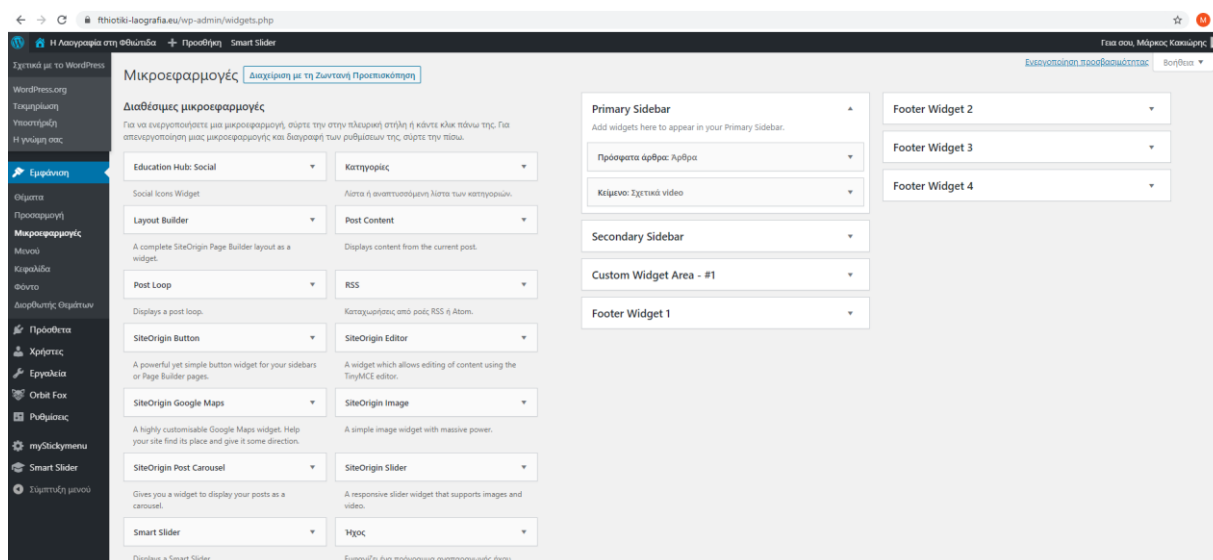 fthiotiki-laografia.eu/wp-admin/widgets.php
M
Η Λαογραφία στη Φθιώτιδα + Προσθήκη Smart Slider
Γεια σου, Μάρκος Κακιώρης
Σχετικά με το WordPress
WordPress.org
Τεκμηρίωση
Υποστήριξη
Η γνώμη σας
Εμφάνιση
Θέματα
Προσαρμογή
Μικροεφαρμογές
Μενού
Κεφαλίδα
Φόντο
Διορθωτής Θεμάτων
Πρόσθετα
Χρήστες
Εργαλεία
Orbit Fox
Ρυθμίσεις
myStickymenu
Smart Slider
Σύμπτυξη μενού
Ενεργοποίηση προσβασιμότητας Βοήθεια
Μικροεφαρμογές Διαχείριση με τη Ζωντανή Προεπισκόπηση
Διαθέσιμες μικροεφαρμογές
Για να ενεργοποιήσετε μια μικροεφαρμογή, σύρτε την στην πλευρική στήλη ή κάντε κλικ πάνω της. Για
απενεργοποίηση μιας μικροεφαρμογής και διαγραφή των ρυθμίσεων της, σύρτε την πίσω.
Education Hub: Social Κατηγορίες
Social Icons Widget Λίστα ή αναπτυσσόμενη λίστα των κατηγοριών.
Layout Builder Post Content
A complete SiteOrigin Page Builder layout as a Displays content from the current post.
widget.
Post Loop RSS
Displays a post loop. Καταχωρήσεις από ροές RSS ή Atom.
SiteOrigin Button SiteOrigin Editor
A powerful yet simple button widget for your sidebars A widget which allows editing of content using the
or Page Builder pages. TinyMCE editor.
SiteOrigin Google Maps SiteOrigin Image
A highly customisable Google Maps widget. Help A simple image widget with massive power.
your site find its place and give it some direction.
SiteOrigin Post Carousel SiteOrigin Slider
Gives you a widget to display your posts as a A responsive slider widget that supports images and
carousel. video.
Smart Slider Ήχος
Displays a Smart Slider Εμφανίζει ένα πρόγραμμα αναπαραγωγής ήχου.
Primary Sidebar
Add widgets here to appear in your Primary Sidebar.
Πρόσφατα άρθρα: Άρθρα
Κείμενο: Σχετικά video
Secondary Sidebar
Custom Widget Area - #1
Footer Widget 1
Footer Widget 2
Footer Widget 3
Footer Widget 4